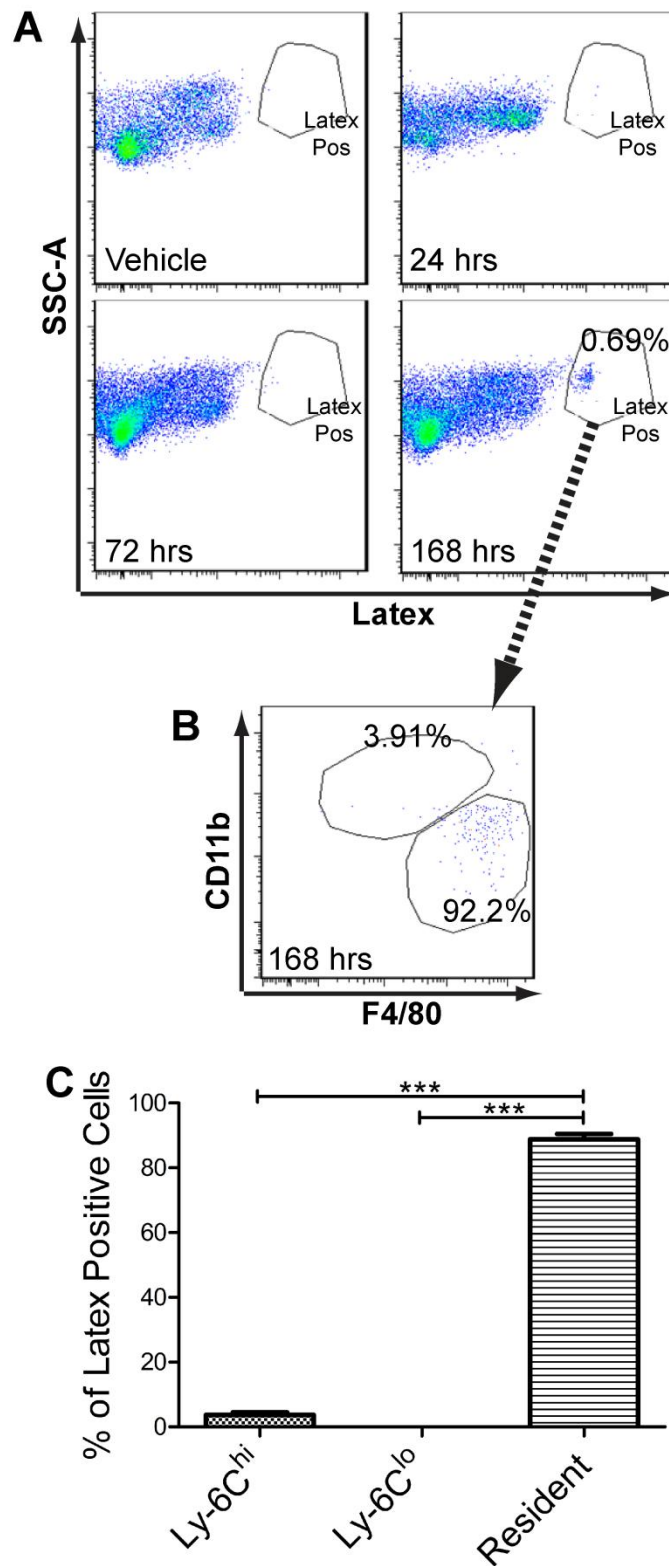 A
SSC-A
Latex
Pos
Vehicle
Latex
Pos
24 hrs
Latex
Pos
72 hrs
0.69%
Latex
Pos
168 hrs
Latex
B
CD11b
3.91%
92.2%
168 hrs
F4/80
C
% of Latex Positive Cells
100
80
60
40
20
0
***
***
Ly-6Chi
Ly-6Clo
Resident